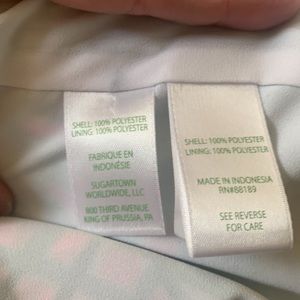 SHELL: 100% POLYESTER
LINING: 100% POLYESTER
FABRIQUE EN
INDONÉSIE
SUGARTOWN
WORLDWIDE, LLC
800 THIRD AVENUE
KING OF PRUSSIA, PA
SHELL: 100% POLYESTER
LINING: 100% POLYESTER
MADE IN INDONESIA
RN#88189
SEE REVERSE
FOR CARE